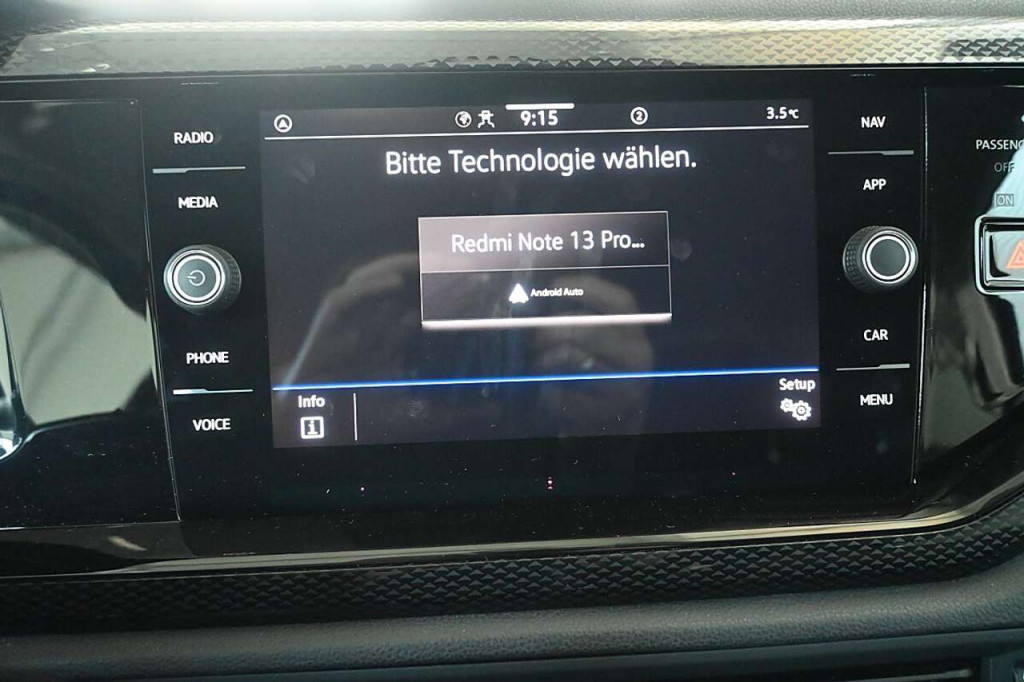 9:15
2
3.5°C
RADIO
MEDIA
PHONE
VOICE
Bitte Technologie wählen.
Redmi Note 13 Pro...
Android Auto
Info
i
Setup
NAV
APP
CAR
MENU
PASSENG
OFF
ON